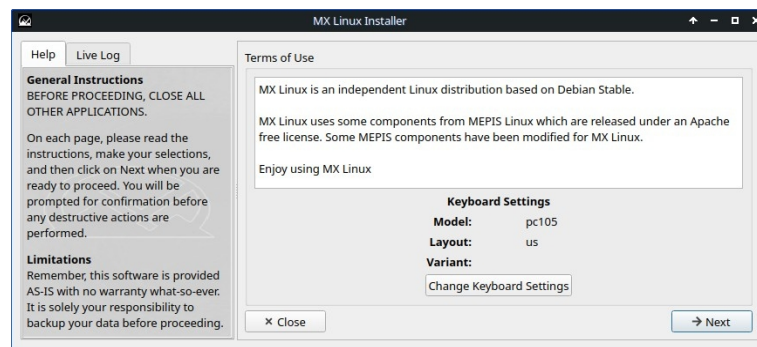 MX Linux Installer
Help
Live Log
General Instructions
BEFORE PROCEEDING, CLOSE ALL
OTHER APPLICATIONS.
On each page, please read the
instructions, make your selections,
and then click on Next when you are
ready to proceed. You will be
prompted for confirmation before
any destructive actions are
performed.
Limitations
Remember, this software is provided
AS-IS with no warranty what-so-ever.
It is solely your responsibility to
backup your data before proceeding.
Terms of Use
MX Linux is an independent Linux distribution based on Debian Stable.
MX Linux uses some components from MEPIS Linux which are released under an Apache
free license. Some MEPIS components have been modified for MX Linux.
Enjoy using MX Linux
Keyboard Settings
Model: pc105
Layout: us
Variant:
Change Keyboard Settings
Close
Next